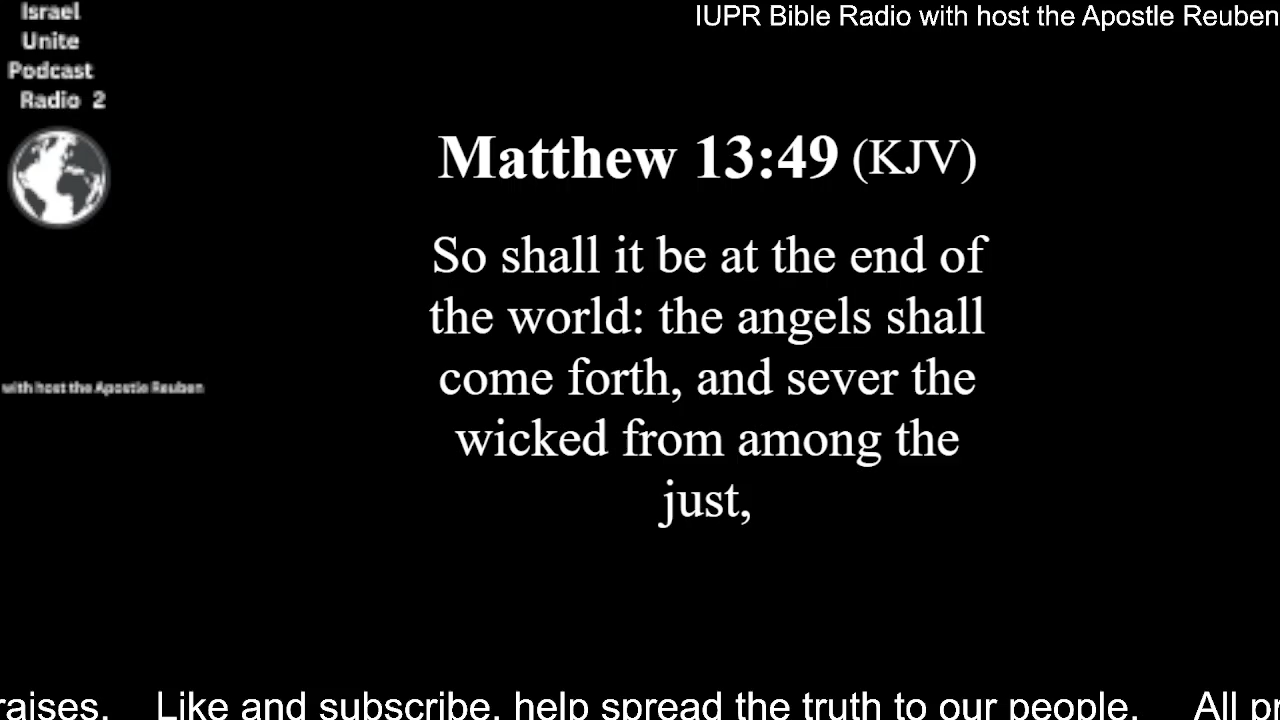 Israel
Unite
Podcast
Radio 2
IUPR Bible Radio with host the Apostle Reuben
Matthew 13:49 (KJV)
So shall it be at the end of
the world: the angels shall
come forth, and sever the
wicked from among the
just,
with host the Apostle Reuben
raises. Like and subscribe, help spread the truth to our people. All p